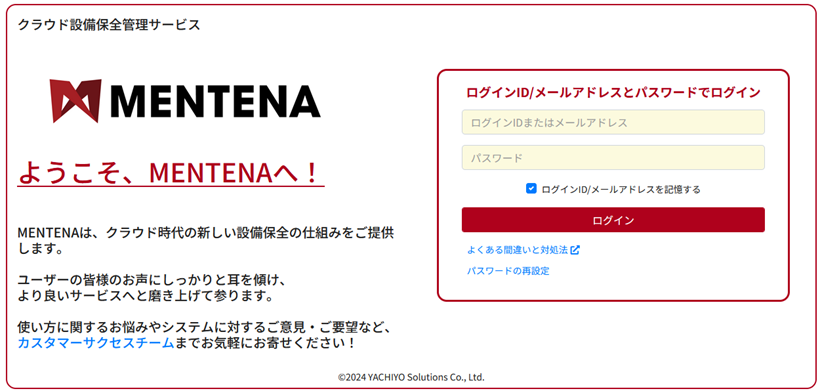 クラウド設備保全管理サービス
MENTENA
ようこそ、MENTENAへ！
MENTENAは、クラウド時代の新しい設備保全の仕組みをご提供
します。
ユーザーの皆様のお声にしっかりと耳を傾け、
より良いサービスへと磨き上げて参ります。
使い方に関するお悩みやシステムに対するご意見・ご要望など、
カスタマーサクセスチームまでお気軽にお寄せください！
ログインID/メールアドレスとパスワードでログイン
ログインIDまたはメールアドレス
パスワード
ログインID/メールアドレスを記憶する
ログイン
よくある間違いと対処法
パスワードの再設定
©2024 YACHIYO Solutions Co., Ltd.